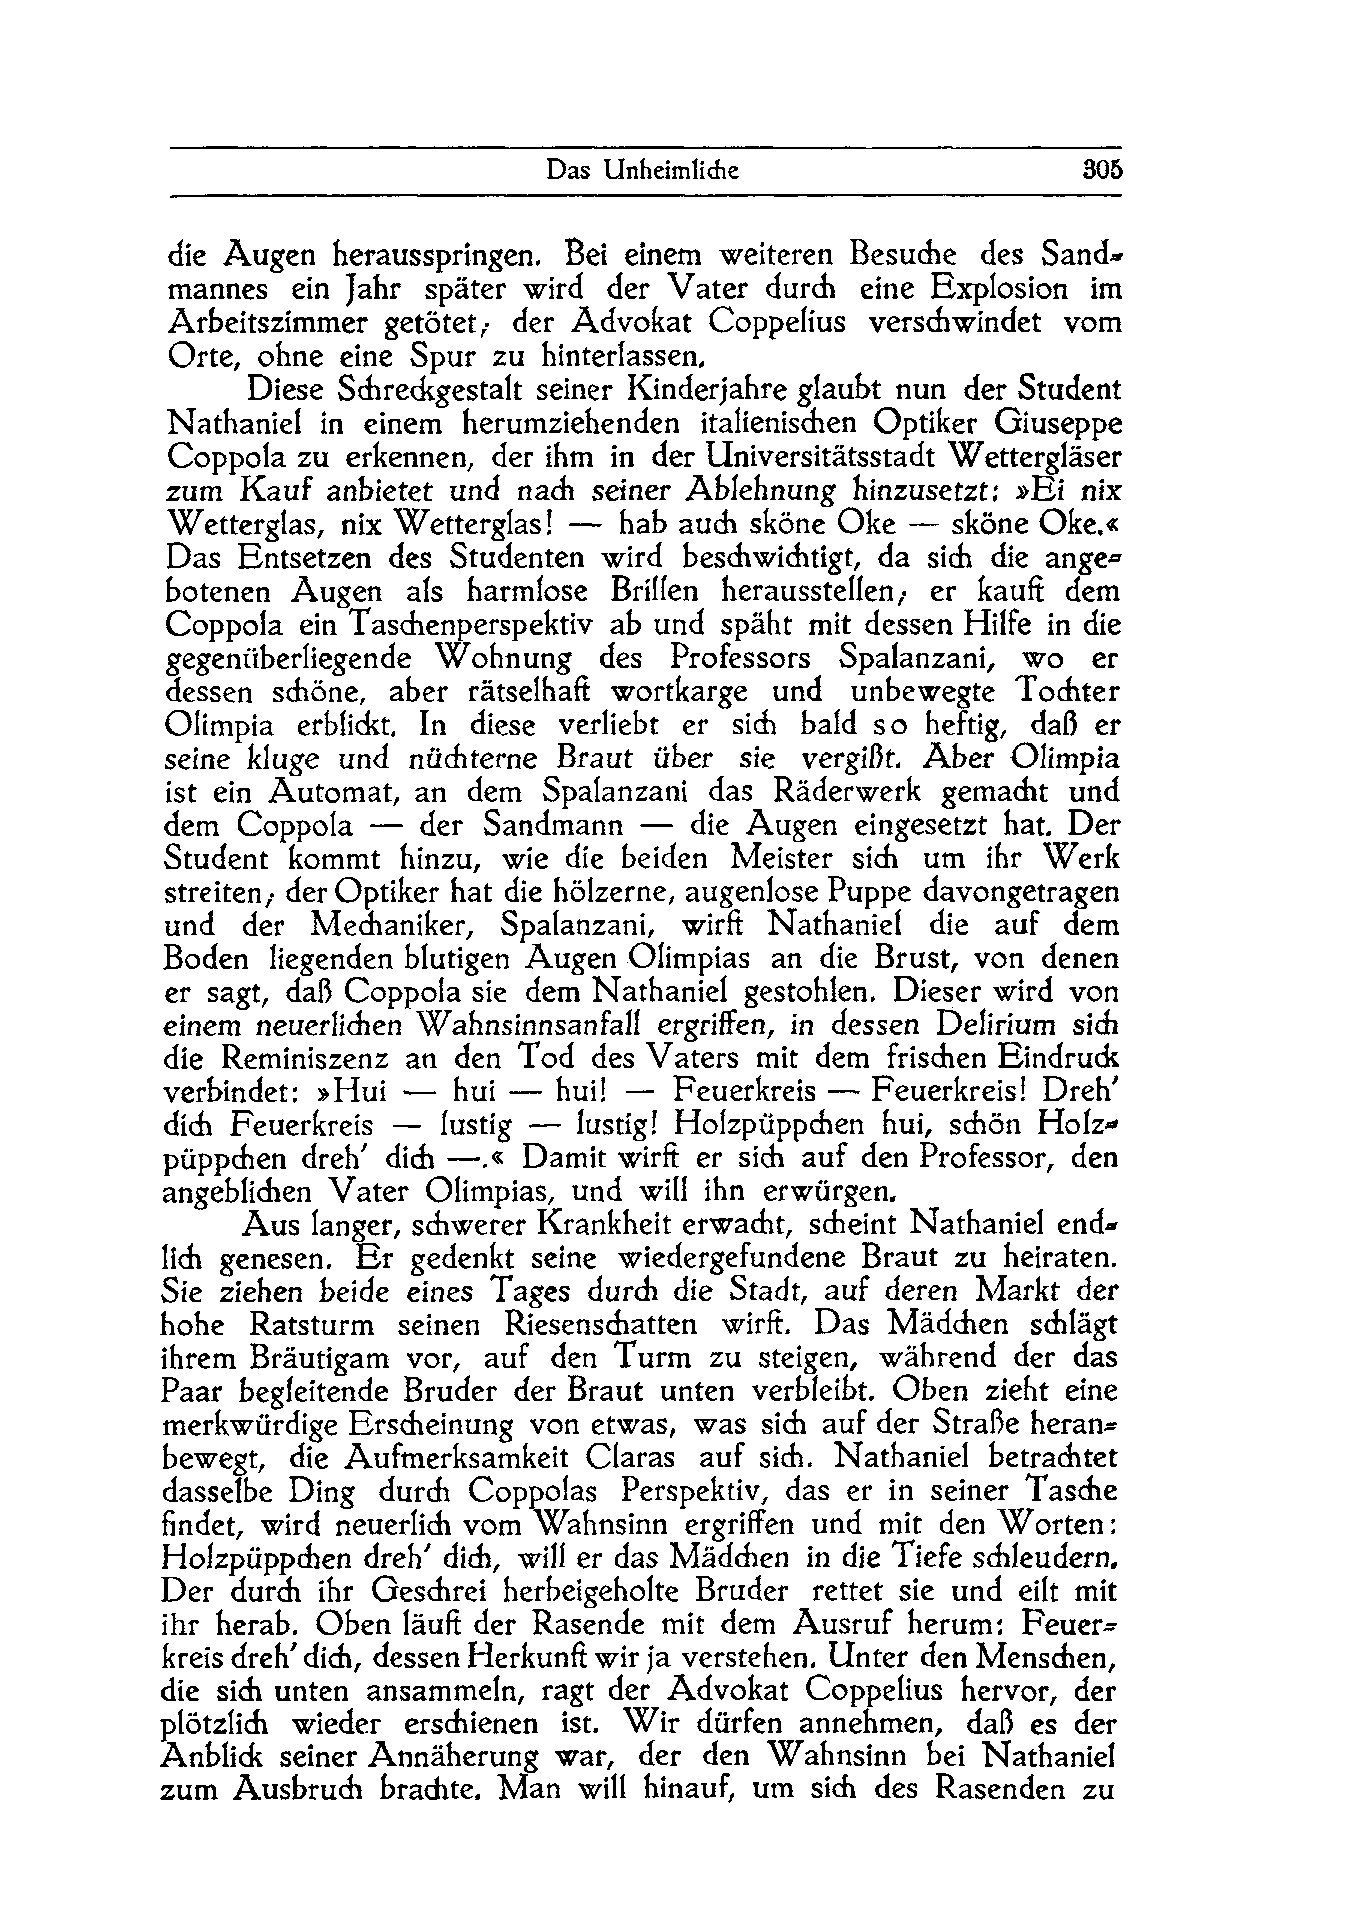 Das Unheimliche 305
die Augen herausspringen. Bei einem weiteren Besuche des Sand-
mannes ein Jahr später wird der Vater durch eine Explosion im
Arbeitszimmer getötet; der Advokat Coppelius verschwindet vom
Orte, ohne eine Spur zu hinterlassen.
Diese Schreckgestalt seiner Kinderjahre glaubt nun der Student
Nathaniel in einem herumziehenden italienischen Optiker Giuseppe
Coppola zu erkennen, der ihm in der Universitätsstadt Wettergläser
zum Kauf anbietet und nach seiner Ablehnung hinzusetzt: »Ei nix
Wetterglas, nix Wetterglas! — hab auch sköne Oke — sköne Oke.«
Das Entsetzen des Studenten wird beschwichtigt, da sich die ange-
botenen Augen als harmlose Brillen herausstellen; er kauft dem
Coppola ein Taschenperspektiv ab und späht mit dessen Hilfe in die
gegenüberliegende Wohnung des Professors Spalanzani, wo er
dessen schöne, aber rätselhaft wortkarge und unbewegte Tochter
Olimpia erblickt. In diese verliebt er sich bald so heftig, daß er
seine kluge und nüchterne Braut über sie vergißt. Aber Olimpia
ist ein Automat, an dem Spalanzani das Räderwerk gemacht und
dem Coppola — der Sandmann — die Augen eingesetzt hat. Der
Student kommt hinzu, wie die beiden Meister sich um ihr Werk
streiten; der Optiker hat die hölzerne, augenlose Puppe davongetragen
und der Mechaniker, Spalanzani, wirft Nathaniel die auf dem
Boden liegenden blutigen Augen Olimpias an die Brust, von denen
er sagt, daß Coppola sie dem Nathaniel gestohlen. Dieser wird von
einem neuerlichen Wahnsinnsanfall ergriffen, in dessen Delirium sich
die Reminiszenz an den Tod des Vaters mit dem frischen Eindruck
verbindet: »Hui — hui — hui! — Feuerkreis — Feuerkreis! Dreh'
dich Feuerkreis — lustig — lustig! Holzpüppchen hui, schön Holz-
püppchen dreh' dich —.« Damit wirft er sich auf den Professor, den
angeblichen Vater Olimpias, und will ihn erwürgen.
Aus langer, schwerer Krankheit erwacht, scheint Nathaniel end-
lich genesen. Er gedenkt seine wiedergefundene Braut zu heiraten.
Sie ziehen beide eines Tages durch die Stadt, auf deren Markt der
hohe Ratsturm seinen Riesenschatten wirft. Das Mädchen schlägt
ihrem Bräutigam vor, auf den Turm zu steigen, während der das
Paar begleitende Bruder der Braut unten verbleibt. Oben zieht eine
merkwürdige Erscheinung von etwas, was sich auf der Straße heran-
bewegt, die Aufmerksamkeit Claras auf sich. Nathaniel betrachtet
dasselbe Ding durch Coppolas Perspektiv, das er in seiner Tasche
findet, wird neuerlich vom Wahnsinn ergriffen und mit den Worten:
Holzpüppchen dreh' dich, will er das Mädchen in die Tiefe schleudern.
Der durch ihr Geschrei herbeigeholte Bruder rettet sie und eilt mit
ihr herab. Oben läuft der Rasende mit dem Ausruf herum: Feuer-
kreis dreh' dich, dessen Herkunft wir ja verstehen. Unter den Menschen,
die sich unten ansammeln, ragt der Advokat Coppelius hervor, der
plötzlich wieder erschienen ist. Wir dürfen annehmen, daß es der
Anblick seiner Annäherung war, der den Wahnsinn bei Nathaniel
zum Ausbruch brachte. Man will hinauf, um sich des Rasenden zu